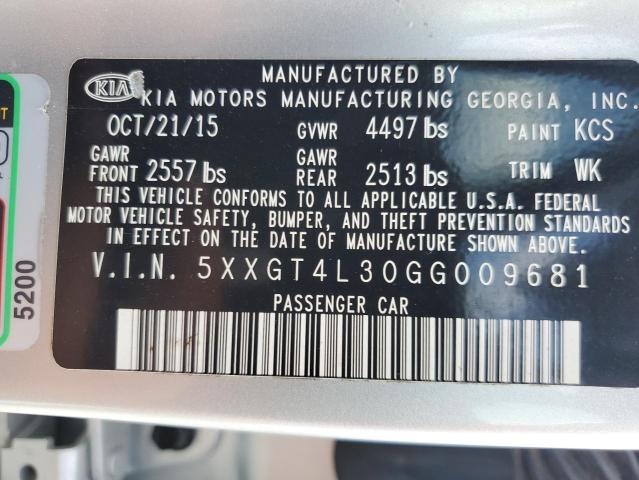 MANUFACTURED BY
KIA KIA MOTORS MANUFACTURING GEORGIA, INC.
OCT/21/15 GVWR 4497 lbs PAINT KCS
GAWR FRONT 2557 lbs GAWR REAR 2513 lbs TRIM WK
THIS VEHICLE CONFORMS TO ALL APPLICABLE U.S.A. FEDERAL
MOTOR VEHICLE SAFETY, BUMPER, AND THEFT PREVENTION STANDARDS
IN EFFECT ON THE DATE OF MANUFACTURE SHOWN ABOVE.
V.I.N. 5XXGT4L30GG009681
PASSENGER CAR
5200